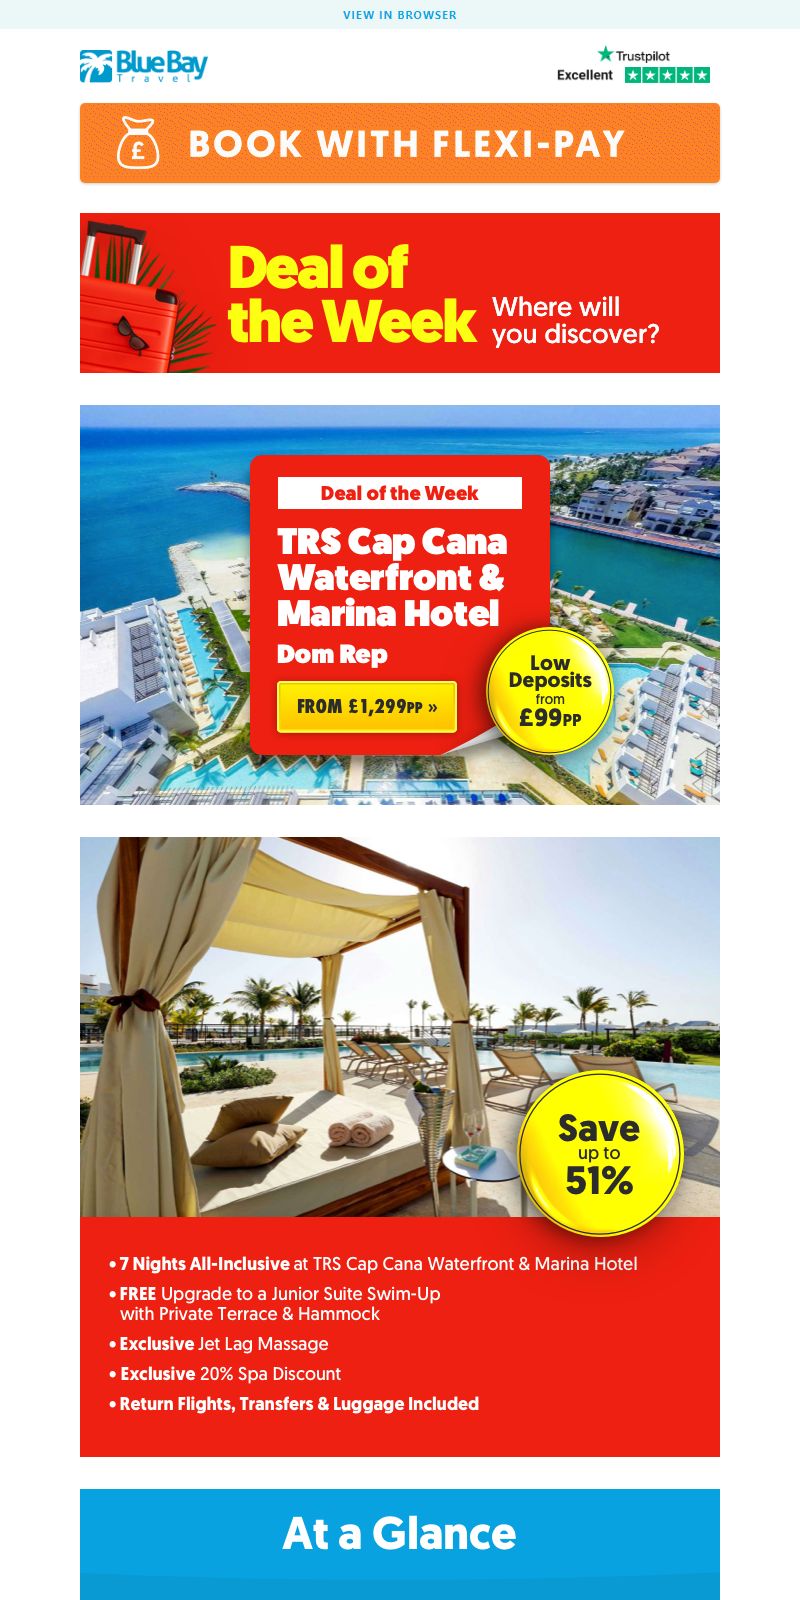 VIEW IN BROWSER
Blue Bay
Travel
Trustpilot
Excellent
£
BOOK WITH FLEXI-PAY
Deal of
the Week
Where will
you discover?
Deal of the Week
TRS Cap Cana
Waterfront &
Marina Hotel
Dom Rep
FROM £1,299PP »
Low
Deposits
from
£99PP
Save
up to
51%
• 7 Nights All-Inclusive at TRS Cap Cana Waterfront & Marina Hotel
• FREE Upgrade to a Junior Suite Swim-Up
with Private Terrace & Hammock
• Exclusive Jet Lag Massage
• Exclusive 20% Spa Discount
• Return Flights, Transfers & Luggage Included
At a Glance